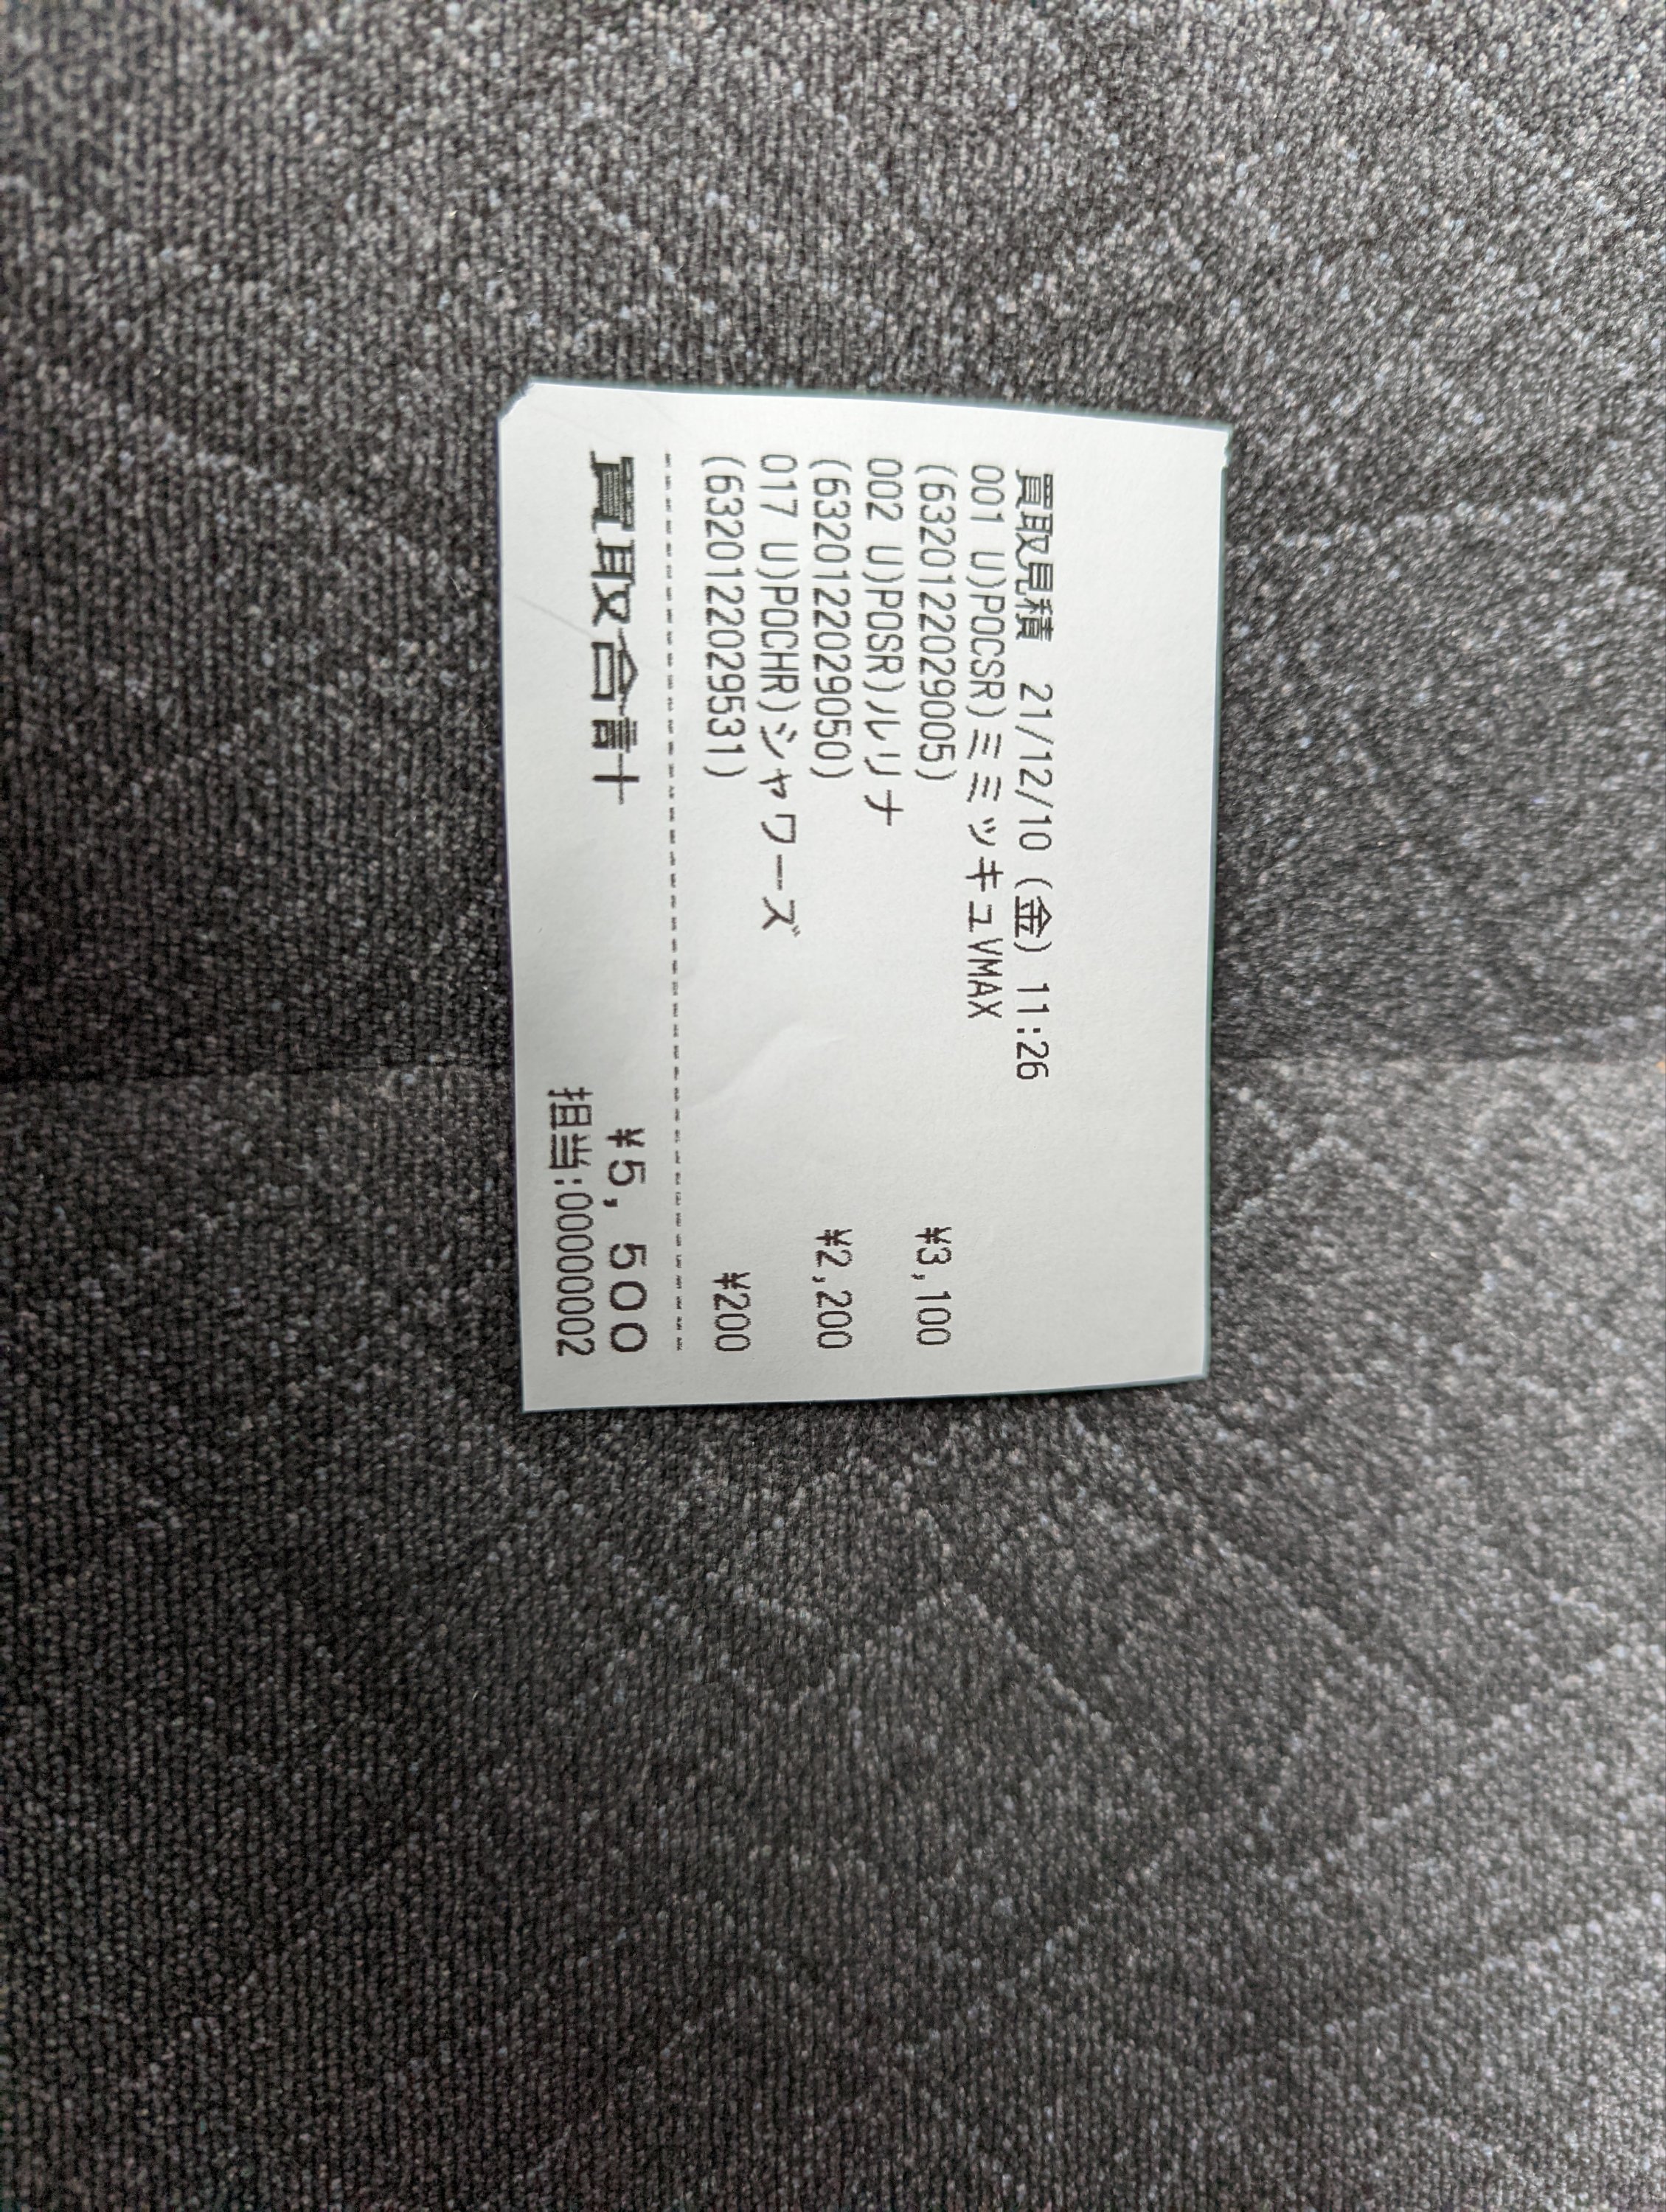 買取見積 21/12/10(金) 11:26
001 U)POCSR)ミミッキュVMAX
(6320122029005) ¥3,100
002 U)POSR)ルリナ
(6320122029050) ¥2,200
017 U)POCHR)シャワーズ
(6320122029531) ¥200
買取合計 ¥5,500
担当:00000002